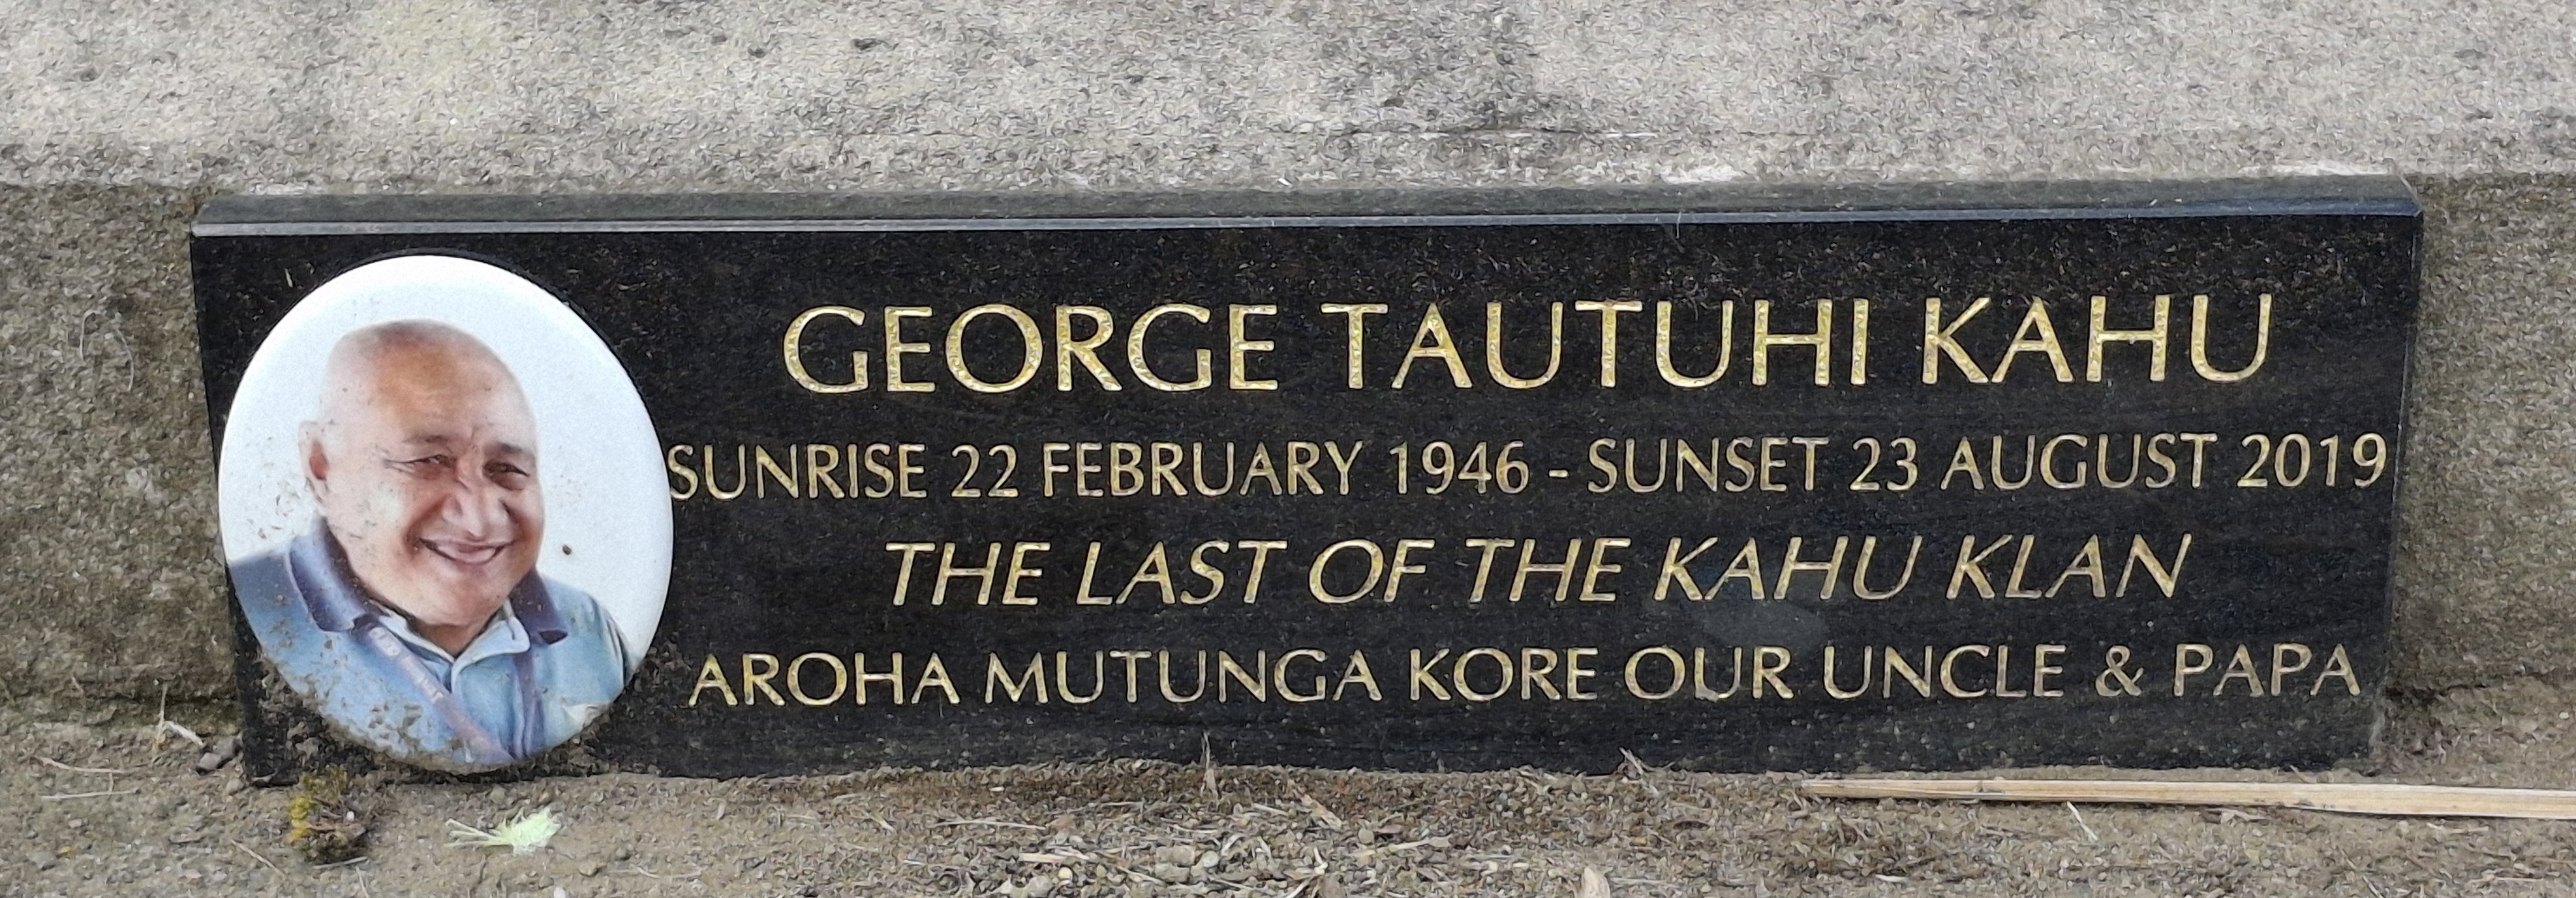 GEORGE TAUTUHI KAHU
SUNRISE 22 FEBRUARY 1946 - SUNSET 23 AUGUST 2019
THE LAST OF THE KAHU KLAN
AROHA MUTUNGA KORE OUR UNCLE & PAPA